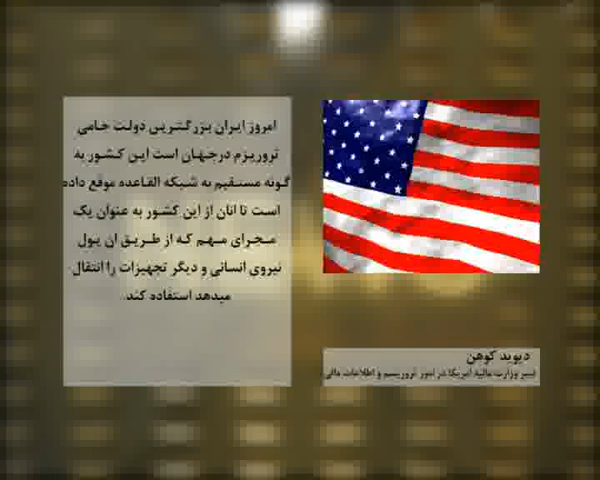 امروز ایران بزرگترین دولت حامی
تروریزم درجهان است این کشور به
گونه مستقیم به شبکه القاعده موقع داده
است تا انان از این کشور به عنوان یک
مجرای مهم که از طریق ان پول
نیروی انسانی و دیگر تجهیزات را انتقال
میدهد استفاده کند.
دیوید کوهن
وزارت مالیه امریکا در امور تروریسم و اطلاعات مالی